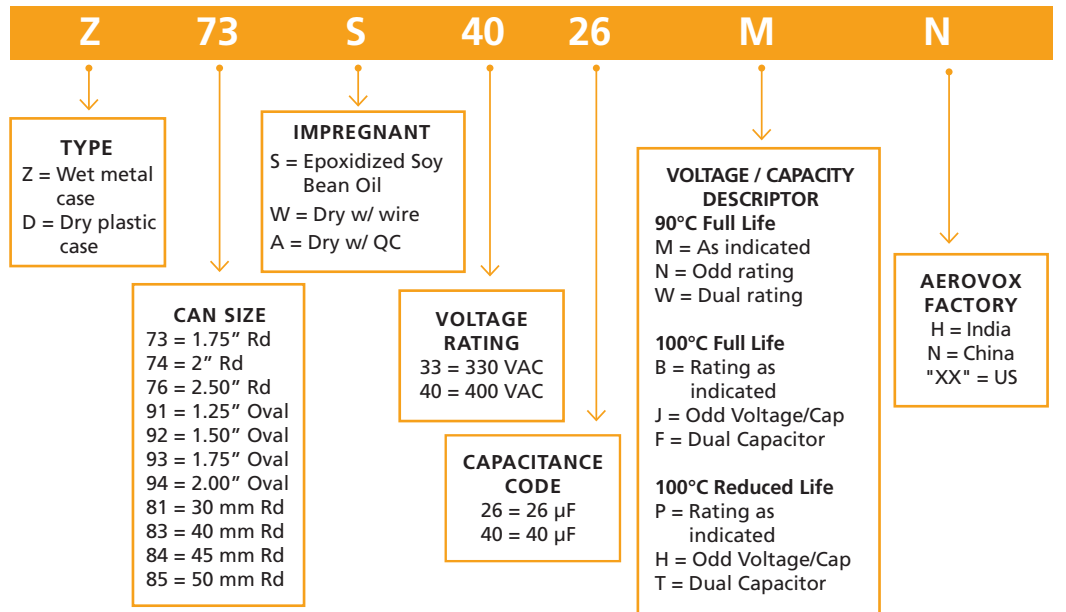 Z 73 S 40 26 M N
TYPE
Z = Wet metal
case
D = Dry plastic
case
CAN SIZE
73 = 1.75” Rd
74 = 2” Rd
76 = 2.50” Rd
91 = 1.25” Oval
92 = 1.50” Oval
93 = 1.75” Oval
94 = 2.00” Oval
81 = 30 mm Rd
83 = 40 mm Rd
84 = 45 mm Rd
85 = 50 mm Rd
IMPREGNANT
S = Epoxidized Soy
Bean Oil
W = Dry w/ wire
A = Dry w/ QC
VOLTAGE
RATING
33 = 330 VAC
40 = 400 VAC
CAPACITANCE
CODE
26 = 26 µF
40 = 40 µF
VOLTAGE / CAPACITY
DESCRIPTOR
90°C Full Life
M = As indicated
N = Odd rating
W = Dual rating
100°C Full Life
B = Rating as
indicated
J = Odd Voltage/Cap
F = Dual Capacitor
100°C Reduced Life
P = Rating as
indicated
H = Odd Voltage/Cap
T = Dual Capacitor
AEROVOX
FACTORY
H = India
N = China
"XX" = US